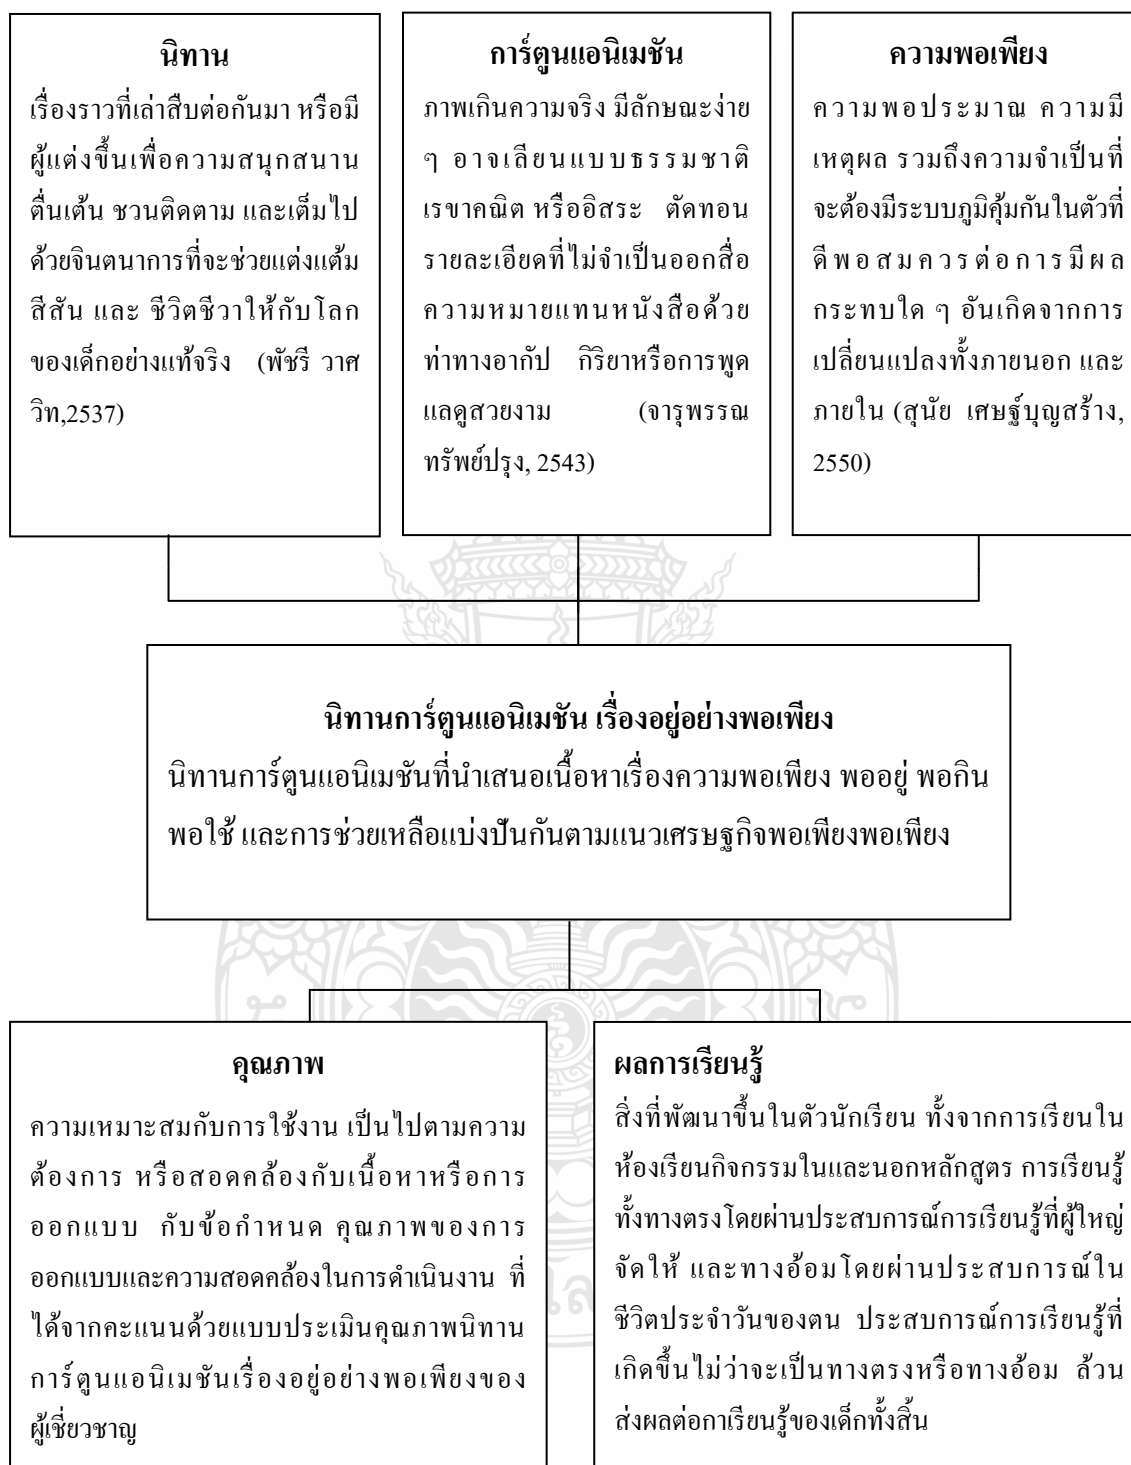 นิทาน
เรื่องราวที่เล่าสืบต่อกันมา หรือมี
ผู้แต่งขึ้นเพื่อความสนุกสนาน
ตื่นเต้น ชวนติดตาม และเต็มไป
ด้วยจินตนาการที่จะช่วยแต่งแต้ม
สีสัน และ ชีวิตชีวาให้กับโลก
ของเด็กอย่างแท้จริง (พัชรี วาศ
วิท,2537)
การ์ตูนแอนิเมชัน
ภาพเกินความจริง มีลักษณะง่าย
ๆ อาจเลียนแบบธรรมชาติ
เรขาคณิต หรืออิสระ ตัดทอน
รายละเอียดที่ไม่จำเป็นออกสื่อ
ความหมายแทนหนังสือด้วย
ท่าทางอากัป กิริยาหรือการพูด
แลดูสวยงาม (จารุพรรณ
ทรัพย์ปรุง, 2543)
ความพอเพียง
ความพอประมาณ ความมี
เหตุผล รวมถึงความจำเป็นที่
จะต้องมีระบบภูมิคุ้มกันในตัวที่
ดีพอสมควรต่อการมีผล
กระทบใด ๆ อันเกิดจากการ
เปลี่ยนแปลงทั้งภายนอก และ
ภายใน (สุนัย เศษฐ์บุญสร้าง,
2550)
นิทานการ์ตูนแอนิเมชัน เรื่องอยู่อย่างพอเพียง
นิทานการ์ตูนแอนิเมชันที่นำเสนอเนื้อหาเรื่องความพอเพียง พออยู่ พอกิน
พอใช้ และการช่วยเหลือแบ่งปันกันตามแนวเศรษฐกิจพอเพียงพอเพียง
คุณภาพ
ความเหมาะสมกับการใช้งาน เป็นไปตามความ
ต้องการ หรือสอดคล้องกับเนื้อหาหรือการ
ออกแบบ กับข้อกำหนด คุณภาพของการ
ออกแบบและความสอดคล้องในการดำเนินงาน ที่
ได้จากคะแนนด้วยแบบประเมินคุณภาพนิทาน
การ์ตูนแอนิเมชันเรื่องอยู่อย่างพอเพียงของ
ผู้เชี่ยวชาญ
ผลการเรียนรู้
สิ่งที่พัฒนาขึ้นในตัวนักเรียน ทั้งจากการเรียนใน
ห้องเรียนกิจกรรมในและนอกหลักสูตร การเรียนรู้
ทั้งทางตรงโดยผ่านประสบการณ์การเรียนรู้ที่ผู้ใหญ่
จัดให้ และทางอ้อมโดยผ่านประสบการณ์ใน
ชีวิตประจำวันของตน ประสบการณ์การเรียนรู้ที่
เกิดขึ้นไม่ว่าจะเป็นทางตรงหรือทางอ้อม ล้วน
ส่งผลต่อกาเรียนรู้ของเด็กทั้งสิ้น